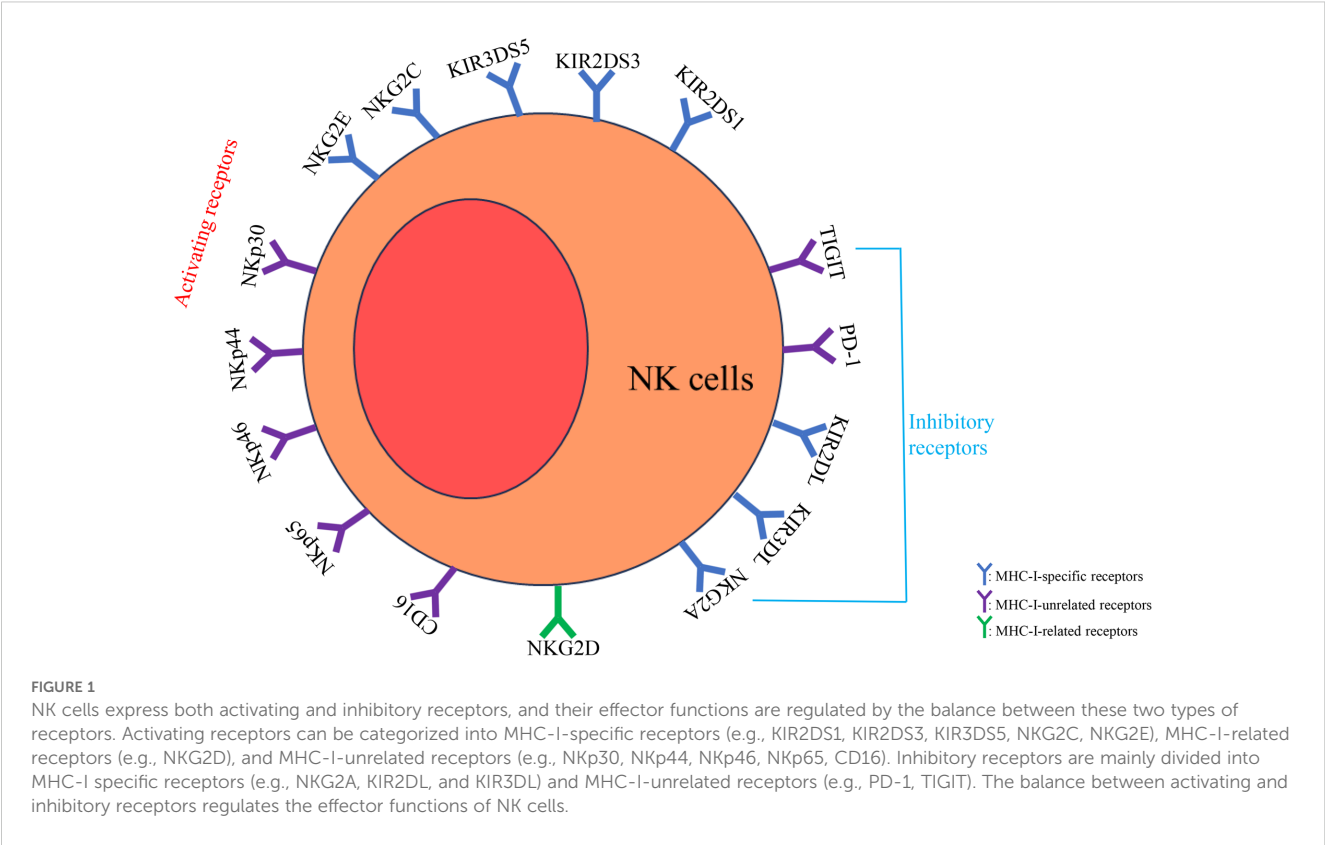 KIR3DS5
KIR2DS3
NKG2C
KIR2DS1
NKG2E
Activating receptors
NKp30
TIGIT
NKp44
PD-1
NK cells
NKp46
KIR2DL
Inhibitory
receptors
NKp65
KIR3DL
NKG2A
CD16
NKG2D
: MHC-I-specific receptors
: MHC-I-unrelated receptors
: MHC-I-related receptors
FIGURE 1
NK cells express both activating and inhibitory receptors, and their effector functions are regulated by the balance between these two types of
receptors. Activating receptors can be categorized into MHC-I-specific receptors (e.g., KIR2DS1, KIR2DS3, KIR3DS5, NKG2C, NKG2E), MHC-I-related
receptors (e.g., NKG2D), and MHC-I-unrelated receptors (e.g., NKp30, NKp44, NKp46, NKp65, CD16). Inhibitory receptors are mainly divided into
MHC-I specific receptors (e.g., NKG2A, KIR2DL, and KIR3DL) and MHC-I-unrelated receptors (e.g., PD-1, TIGIT). The balance between activating and
inhibitory receptors regulates the effector functions of NK cells.